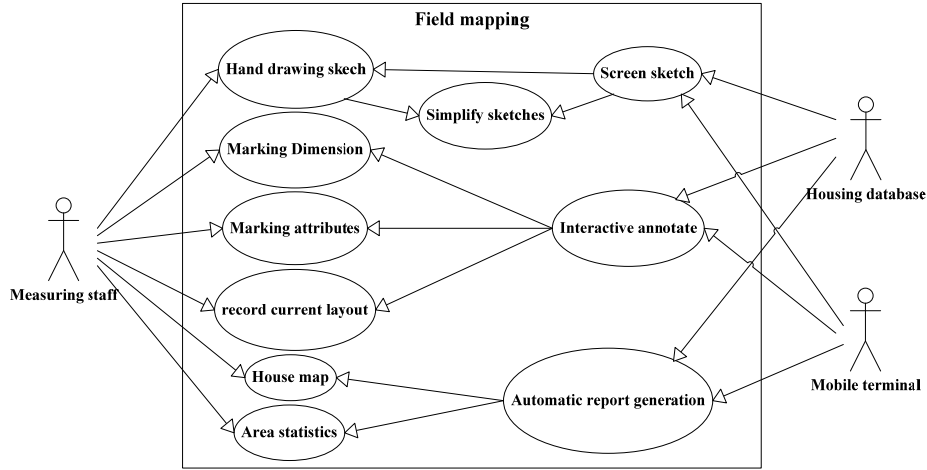 Field mapping
Hand drawing skech
Screen sketch
Simplify sketches
Marking Dimension
Housing database
Marking attributes
Interactive annotate
Measuring staff
record current layout
House map
Mobile terminal
Automatic report generation
Area statistics